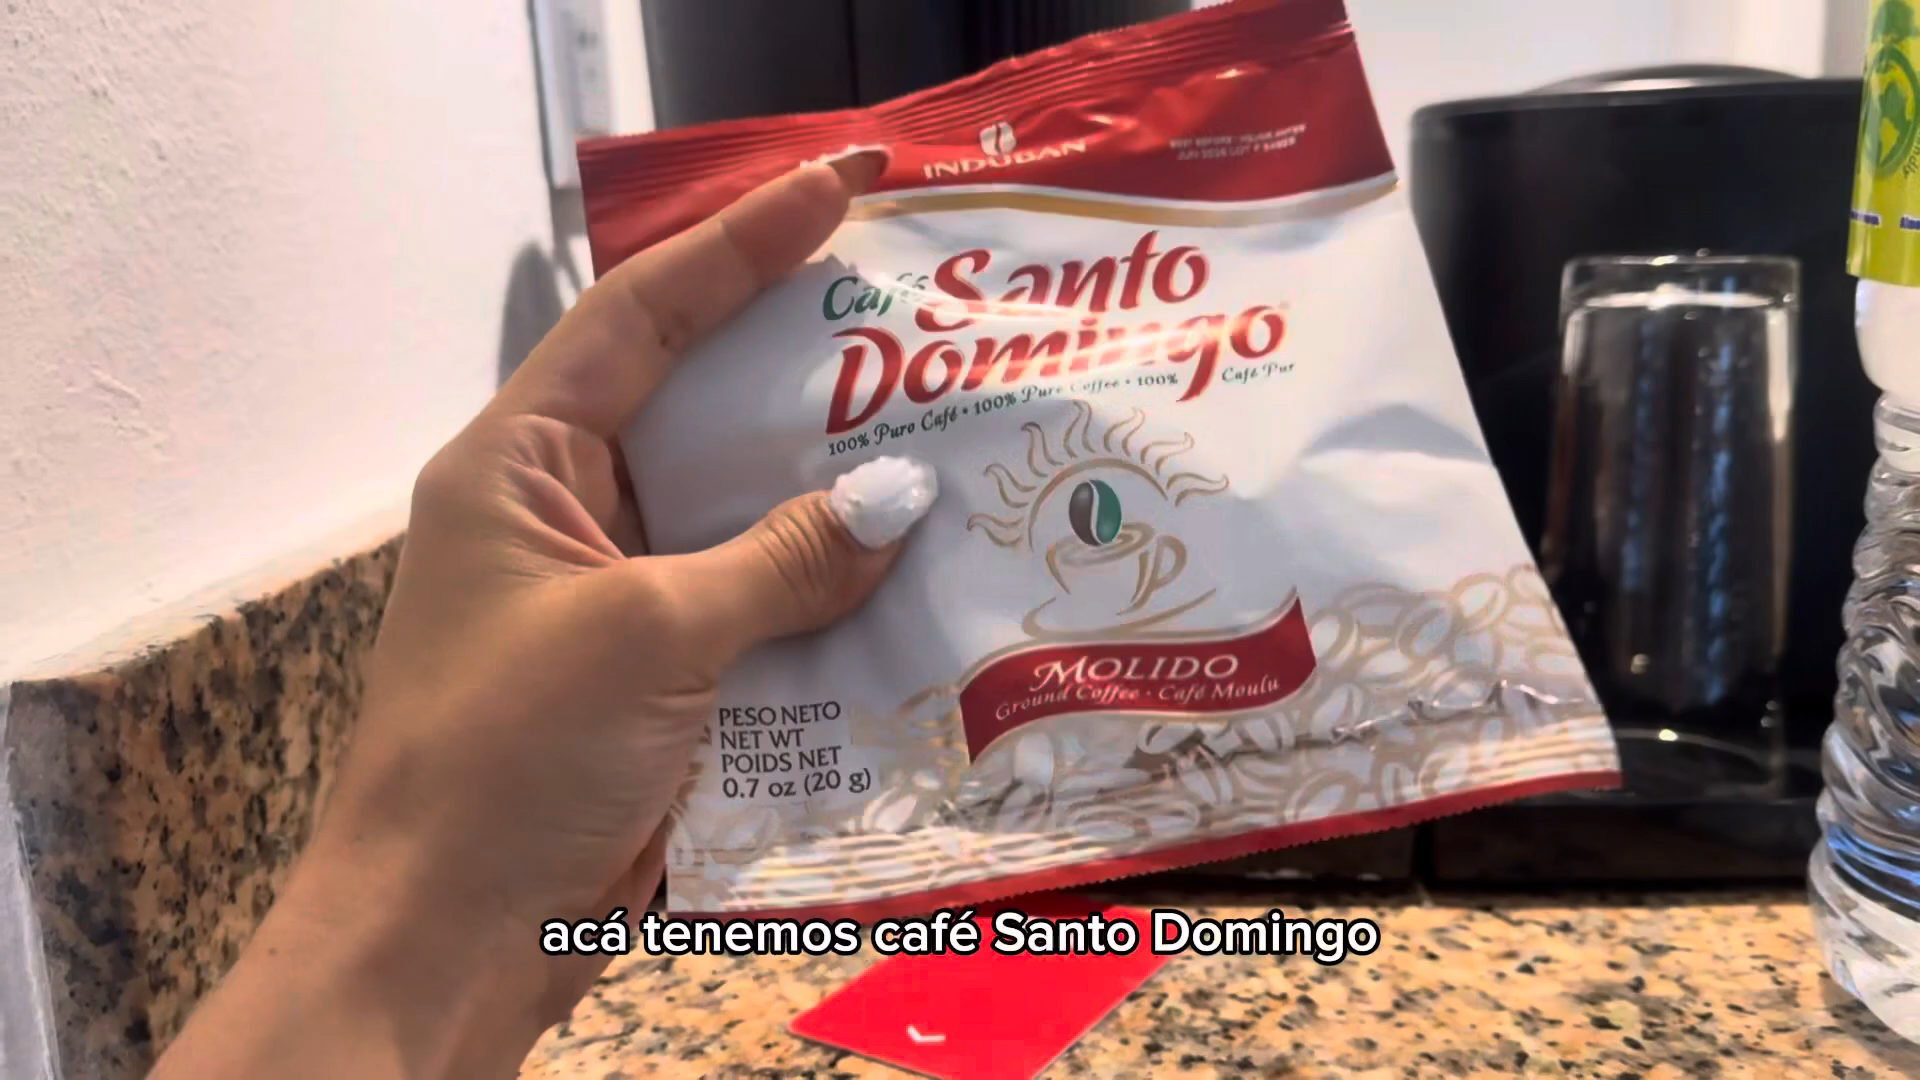 INDUBAN
Café Santo
Domingo
100% Puro Café • 100% Pure Coffee • 100% Café Pur
MOLIDO
Ground Coffee • Café Moulu
PESO NETO
NET WT
POIDS NET
0.7 oz (20 g)
acá tenemos café Santo Domingo